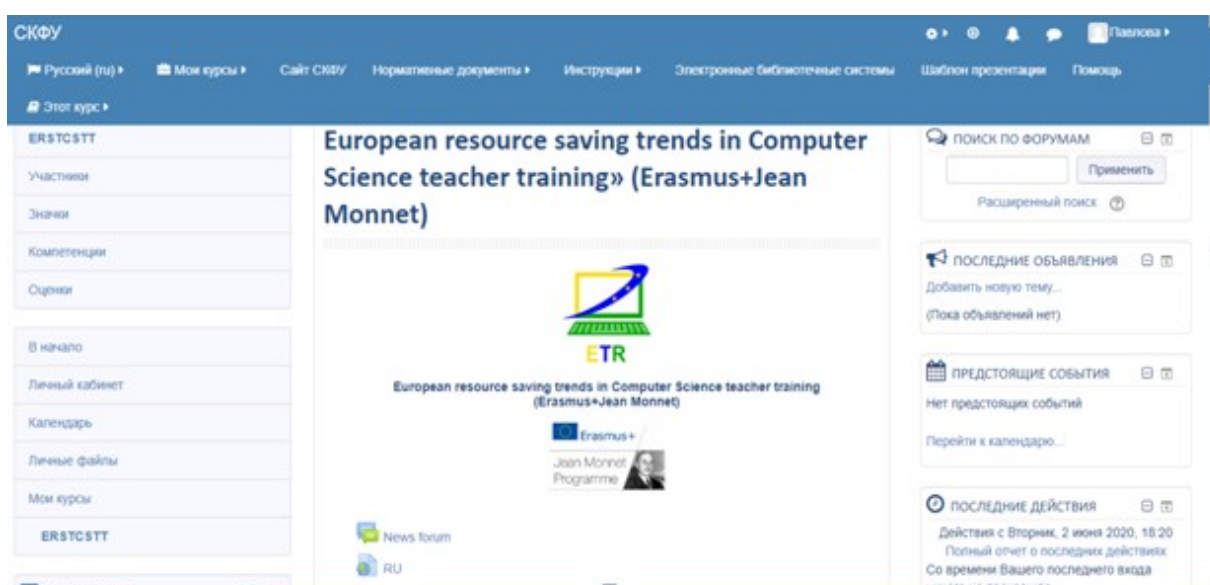 СКФУ
Павлова
Русский (ru)
Мои курсы
Сайт СКФУ
Нормативные документы
Инструкции
Электронные библиотечные системы
Шаблон презентации
Помощь
Этот курс
ERSTCSTT
Участники
Значки
Компетенции
Оценки
В начало
Личный кабинет
Календарь
Личные файлы
Мои курсы
ERSTCSTT
European resource saving trends in Computer
Science teacher training» (Erasmus+Jean
Monnet)
ETR
European resource saving trends in Computer Science teacher training
(Erasmus+Jean Monnet)
Erasmus+
Jean Monnet
Programme
News forum
RU
ПОИСК ПО ФОРУМАМ
Применить
Расширенный поиск
ПОСЛЕДНИЕ ОБЪЯВЛЕНИЯ
Добавить новую тему...
(Пока объявлений нет)
ПРЕДСТОЯЩИЕ СОБЫТИЯ
Нет предстоящих событий
Перейти к календарю...
ПОСЛЕДНИЕ ДЕЙСТВИЯ
Действия с Вторник, 2 июня 2020, 18:20
Полный отчет о последних действиях
Со времени Вашего последнего входа